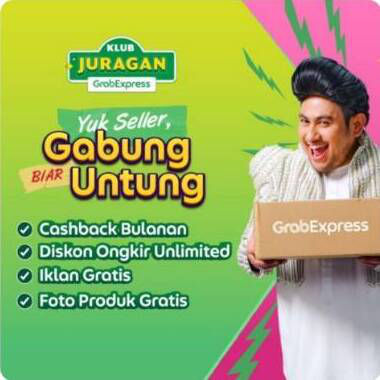 KLUB
JURAGAN
GrabExpress
Yuk Seller,
Gabung
BIAR Untung
Cashback Bulanan
Diskon Ongkir Unlimited
Iklan Gratis
Foto Produk Gratis
GrabExpress